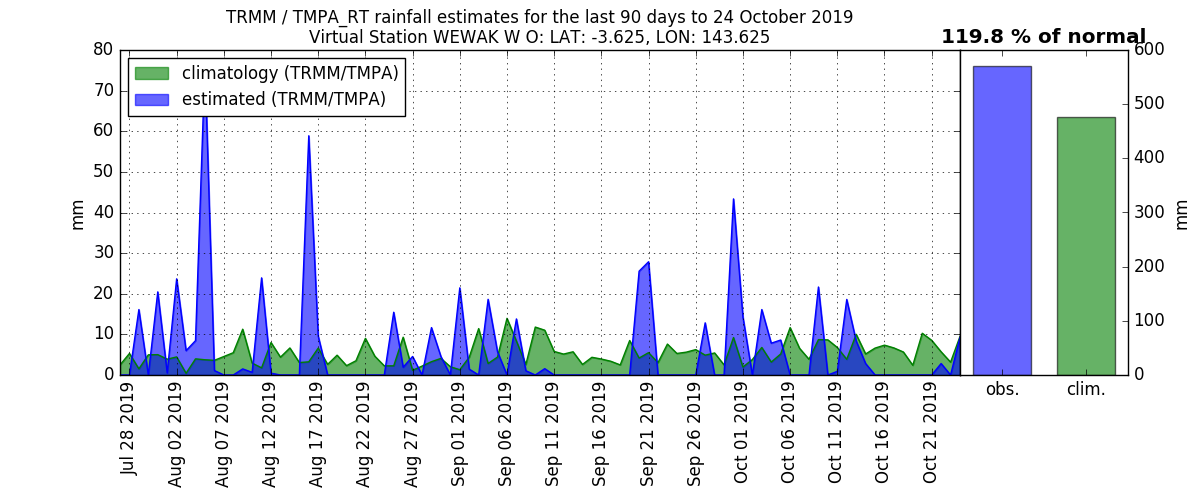 TRMM / TMPA_RT rainfall estimates for the last 90 days to 24 October 2019
Virtual Station WEWAK W O: LAT: -3.625, LON: 143.625
119.8 % of normal
climatology (TRMM/TMPA)
estimated (TRMM/TMPA)
80
70
60
50
40
30
20
10
0
mm
Jul 28 2019
Aug 02 2019
Aug 07 2019
Aug 12 2019
Aug 17 2019
Aug 22 2019
Aug 27 2019
Sep 01 2019
Sep 06 2019
Sep 11 2019
Sep 16 2019
Sep 21 2019
Sep 26 2019
Oct 01 2019
Oct 06 2019
Oct 11 2019
Oct 16 2019
Oct 21 2019
600
500
400
300
200
100
0
mm
obs.
clim.